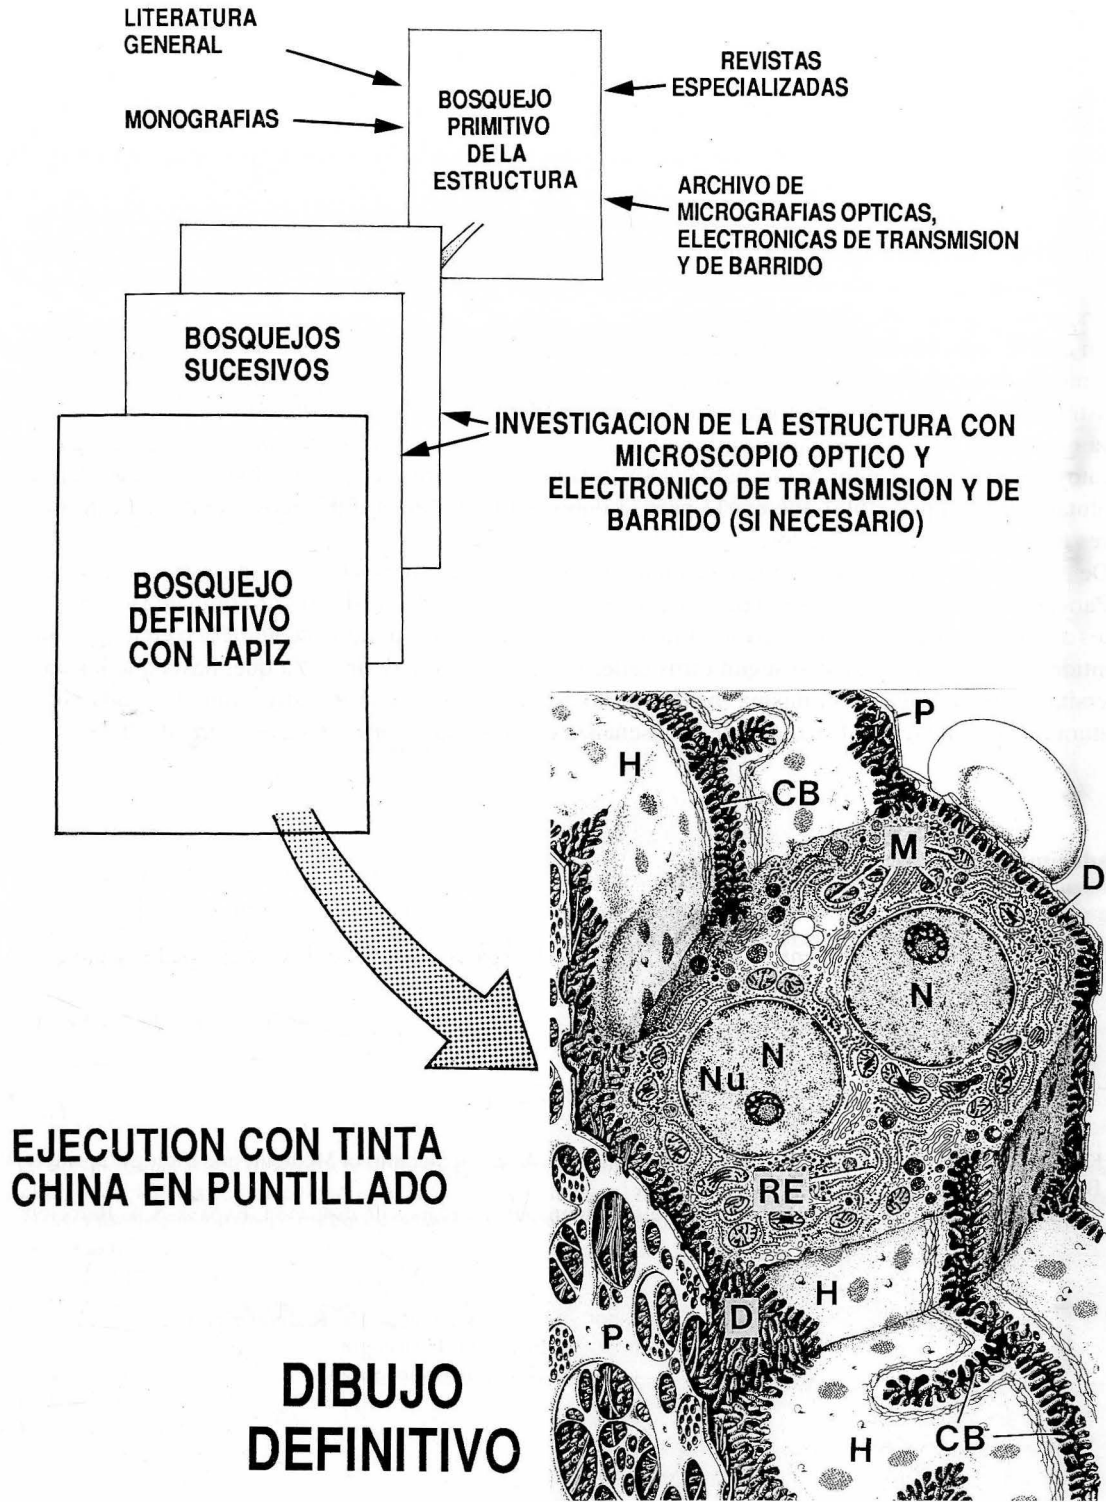 LITERATURA
GENERAL
MONOGRAFIAS
BOSQUEJO
PRIMITIVO
DE LA
ESTRUCTURA
REVISTAS
ESPECIALIZADAS
ARCHIVO DE
MICROGRAFIAS OPTICAS,
ELECTRONICAS DE TRANSMISION
Y DE BARRIDO
BOSQUEJOS
SUCESIVOS
INVESTIGACION DE LA ESTRUCTURA CON
MICROSCOPIO OPTICO Y
ELECTRONICO DE TRANSMISION Y DE
BARRIDO (SI NECESARIO)
BOSQUEJO
DEFINITIVO
CON LAPIZ
P
H
CB
M
D
N
N
Nu
RE
H
D
P
H
CB
EJECUTION CON TINTA
CHINA EN PUNTILLADO
DIBUJO
DEFINITIVO